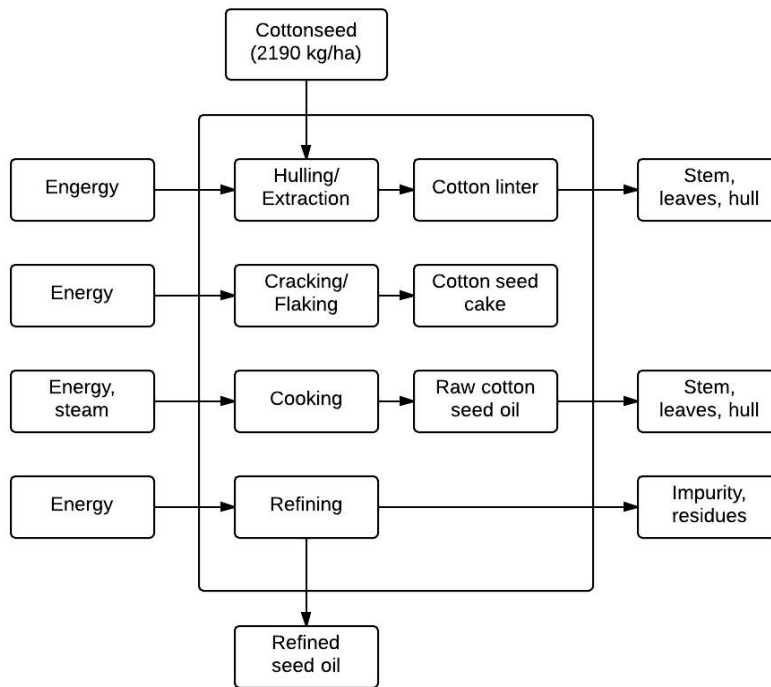 Cottonseed
(2190 kg/ha)
Engergy
Hulling/
Extraction
Cotton linter
Stem,
leaves, hull
Energy
Cracking/
Flaking
Cotton seed
cake
Energy,
steam
Cooking
Raw cotton
seed oil
Stem,
leaves, hull
Energy
Refining
Impurity,
residues
Refined
seed oil